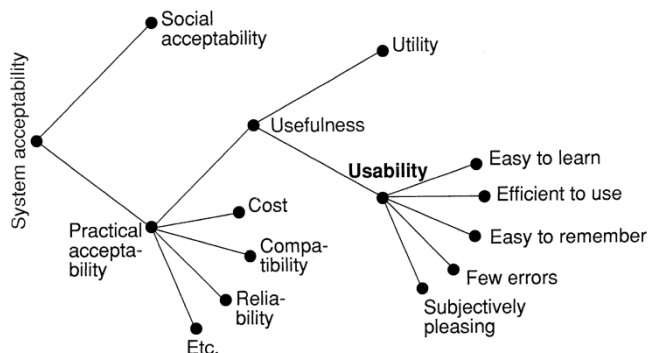 System acceptability
Social
acceptability
Utility
Usefulness
Usability
Easy to learn
Efficient to use
Easy to remember
Few errors
Subjectively
pleasing
Practical
accepta-
bility
Cost
Compa-
tibility
Relia-
bility
Etc.